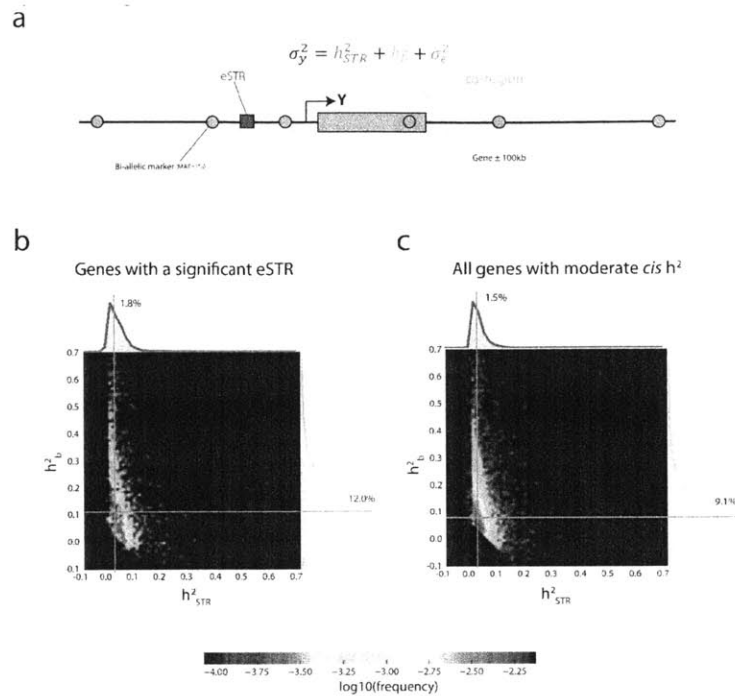 a
σ²y = h²STR + h²b + σ²e
eSTR
Y
Bi-allelic marker
Gene ± 100kb
b
Genes with a significant eSTR
1.8%
0.7
0.6
0.5
0.4
0.3
0.2
0.1
0.0
0.1
h²b
12.0%
-0.1 0.0 0.1 0.2 0.3 0.4 0.5 0.6 0.7
h²STR
c
All genes with moderate cis h²
1.5%
0.7
0.6
0.5
0.4
0.3
0.2
0.1
0.0
-0.1
h²b
9.1%
-0.1 0.0 0.1 0.2 0.3 0.4 0.5 0.6 0.7
h²STR
−4.00 −3.75 −3.50 −3.25 −3.00 −2.75 −2.50 −2.25
log10(frequency)